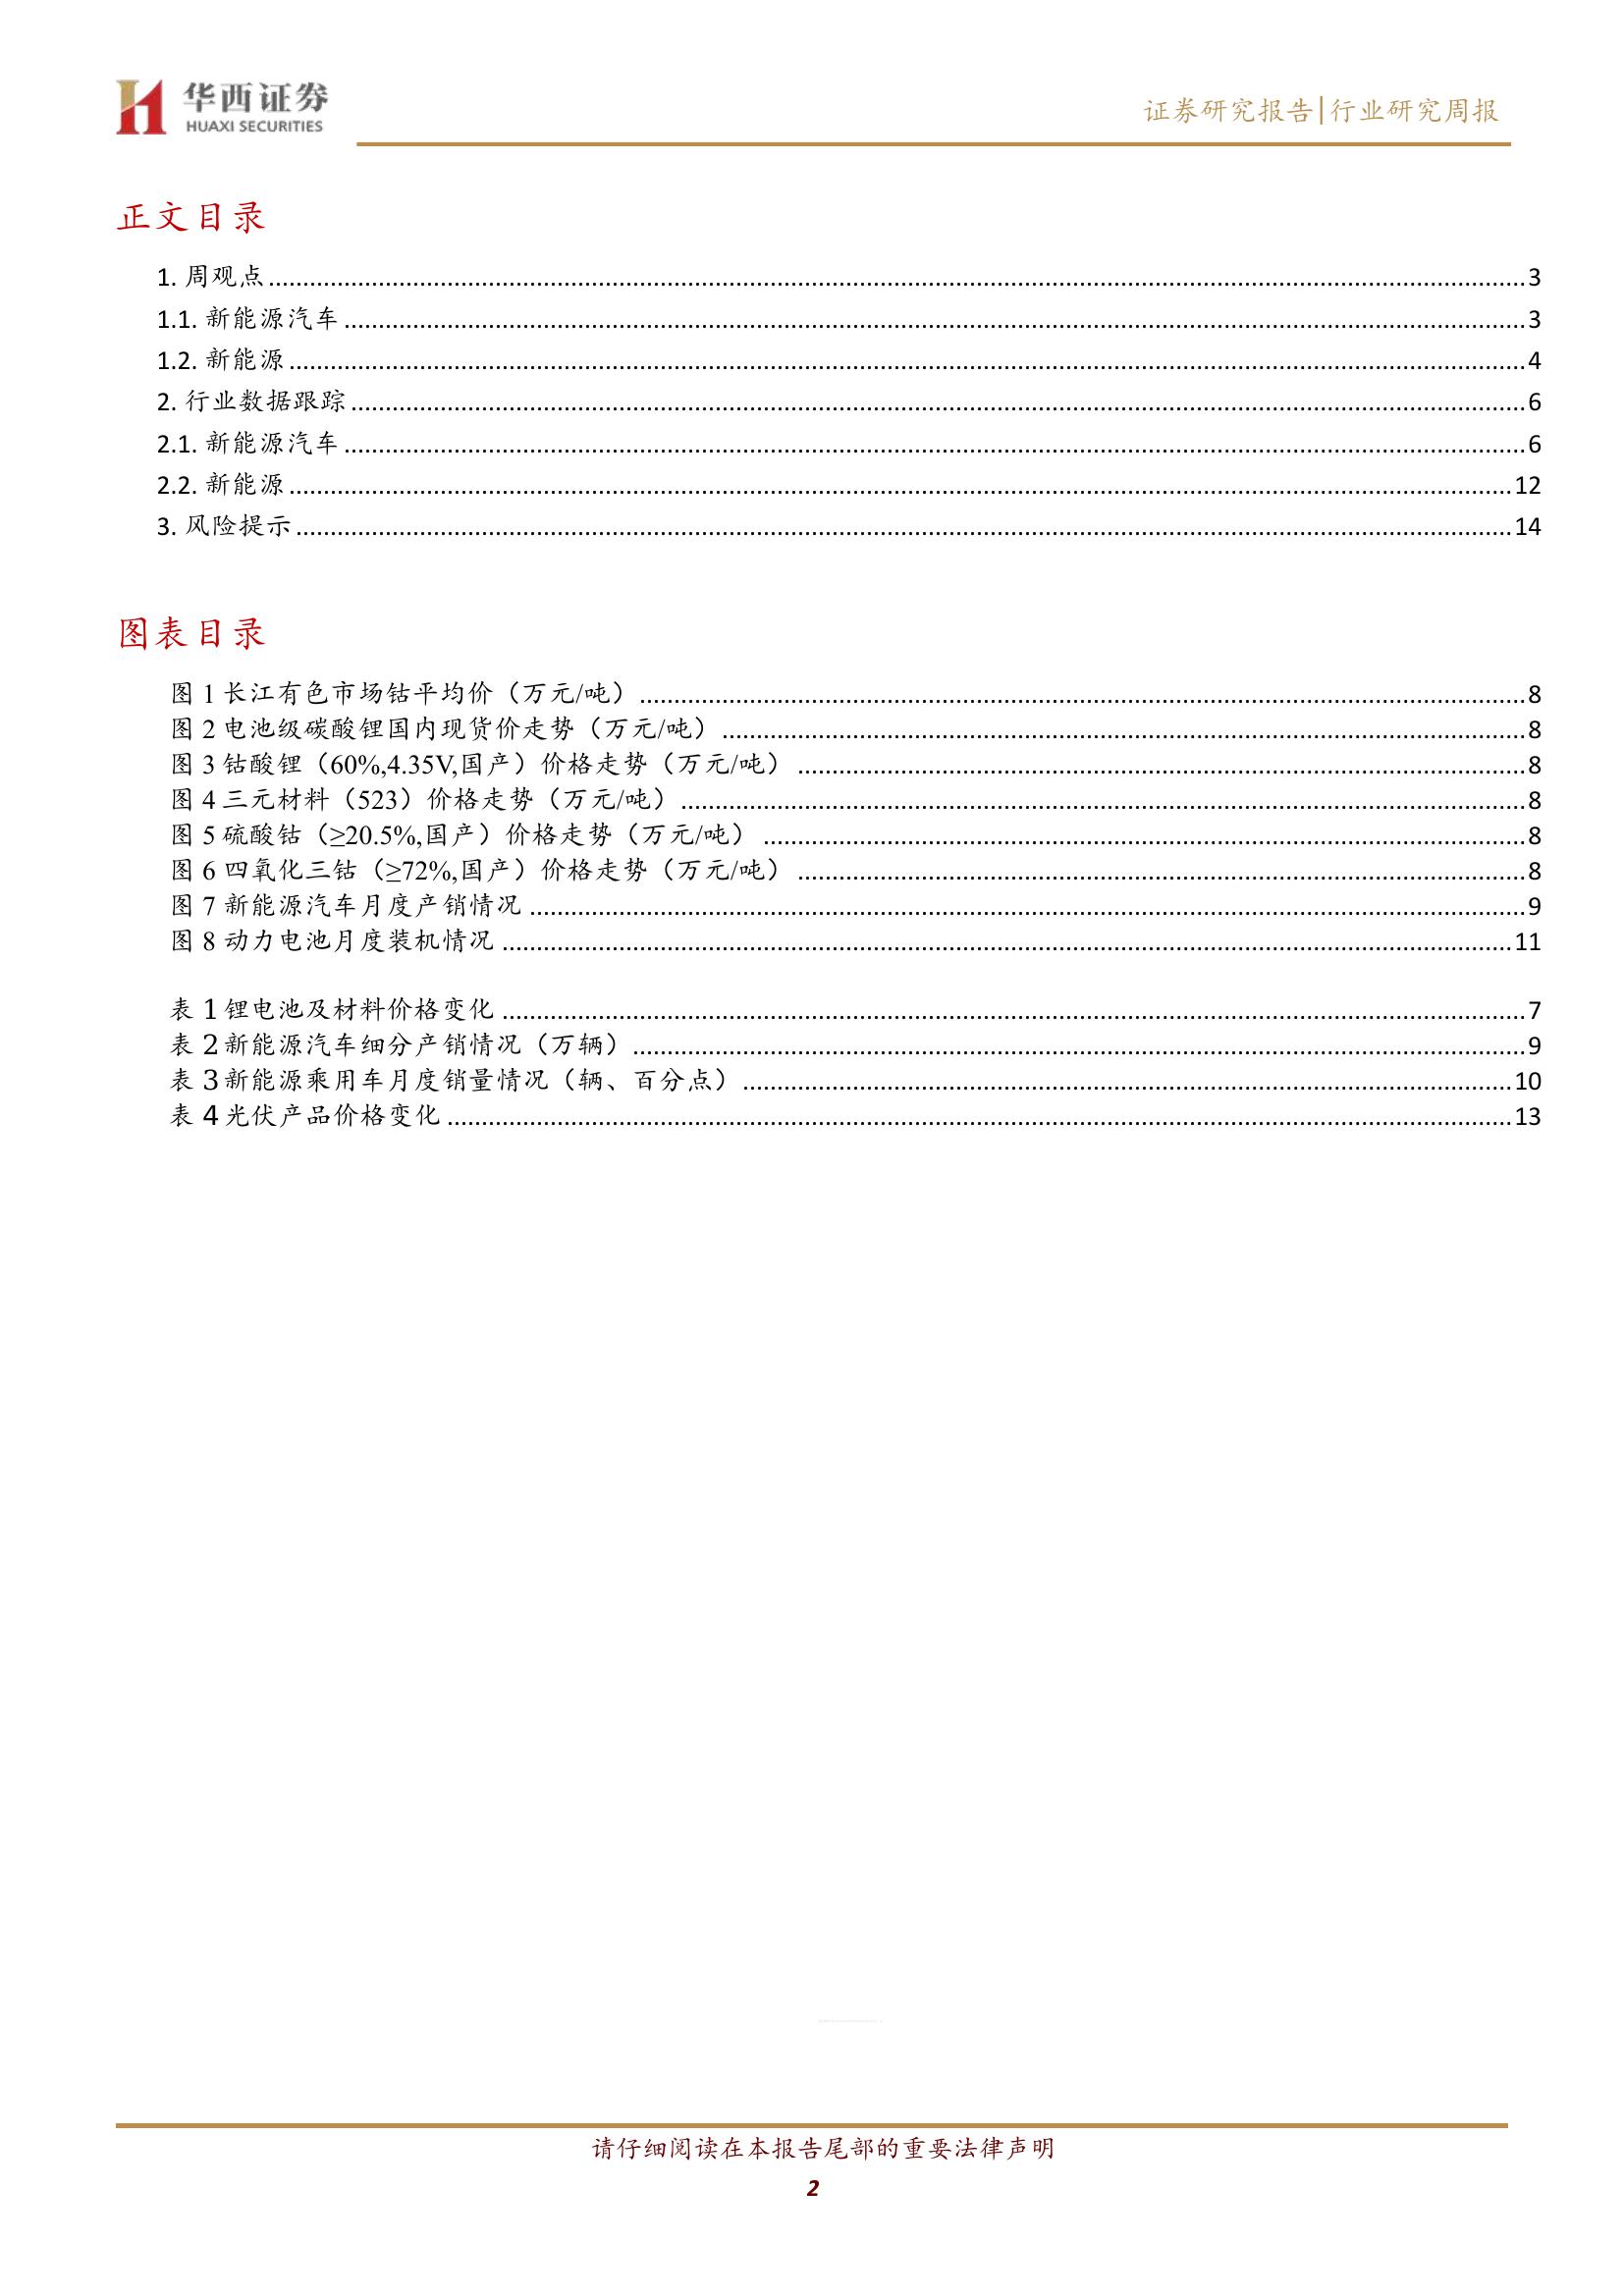 华西证券
HUAXI SECURITIES
证券研究报告|行业研究周报
正文目录
1. 周观点 3
1.1. 新能源汽车 3
1.2. 新能源 4
2. 行业数据跟踪 6
2.1. 新能源汽车 6
2.2. 新能源 12
3. 风险提示 14
图表目录
图 1 长江有色市场钴平均价（万元/吨） 8
图 2 电池级碳酸锂国内现货价走势（万元/吨） 8
图 3 钴酸锂（60%,4.35V,国产）价格走势（万元/吨） 8
图 4 三元材料（523）价格走势（万元/吨） 8
图 5 硫酸钴（≥20.5%,国产）价格走势（万元/吨） 8
图 6 四氧化三钴（≥72%,国产）价格走势（万元/吨） 8
图 7 新能源汽车月度产销情况 9
图 8 动力电池月度装机情况 11
表 1 锂电池及材料价格变化 7
表 2 新能源汽车细分产销情况（万辆） 9
表 3 新能源乘用车月度销量情况（辆、百分点） 10
表 4 光伏产品价格变化 13
请仔细阅读在本报告尾部的重要法律声明
2